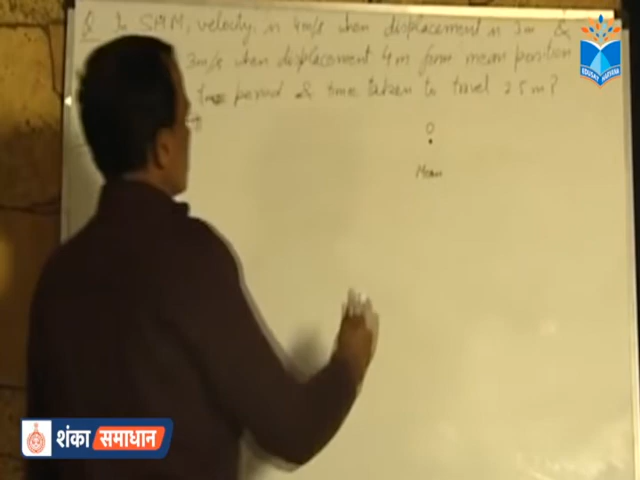 Q In SHM, velocity is 4m/s when displacement is 3m &
3m/s when displacement 4m from mean position
Time period & time taken to travel 2.5m?
O
Mean
EDUSAT HARYANA
शंका समाधान